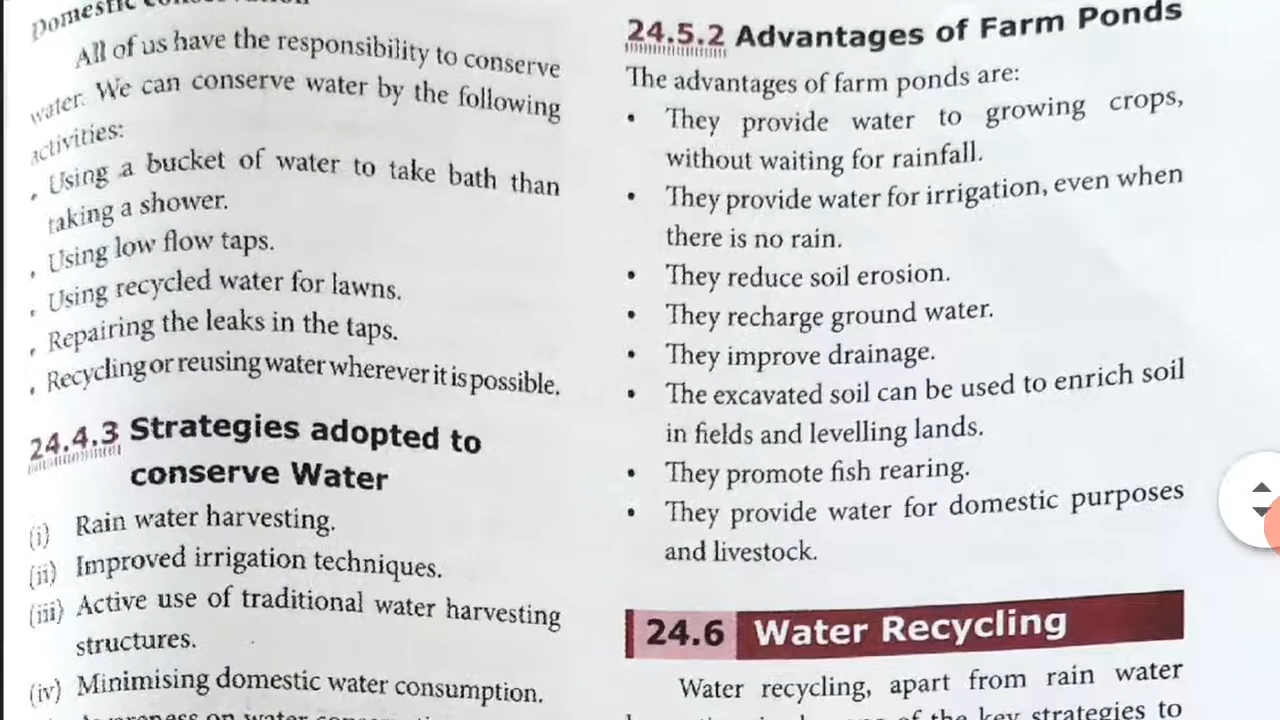 Domestic
All of us have the responsibility to conserve
water. We can conserve water by the following
activities:
• Using a bucket of water to take bath than
taking a shower.
• Using low flow taps.
• Using recycled water for lawns.
• Repairing the leaks in the taps.
• Recycling or reusing water wherever it is possible.
24.4.3 Strategies adopted to
conserve Water
(i) Rain water harvesting.
(ii) Improved irrigation techniques.
(iii) Active use of traditional water harvesting
structures.
(iv) Minimising domestic water consumption.
24.5.2 Advantages of Farm Ponds
The advantages of farm ponds are:
• They provide water to growing crops,
without waiting for rainfall.
• They provide water for irrigation, even when
there is no rain.
• They reduce soil erosion.
• They recharge ground water.
• They improve drainage.
• The excavated soil can be used to enrich soil
in fields and levelling lands.
• They promote fish rearing.
• They provide water for domestic purposes
and livestock.
24.6 Water Recycling
Water recycling, apart from rain water
of the key strategies to